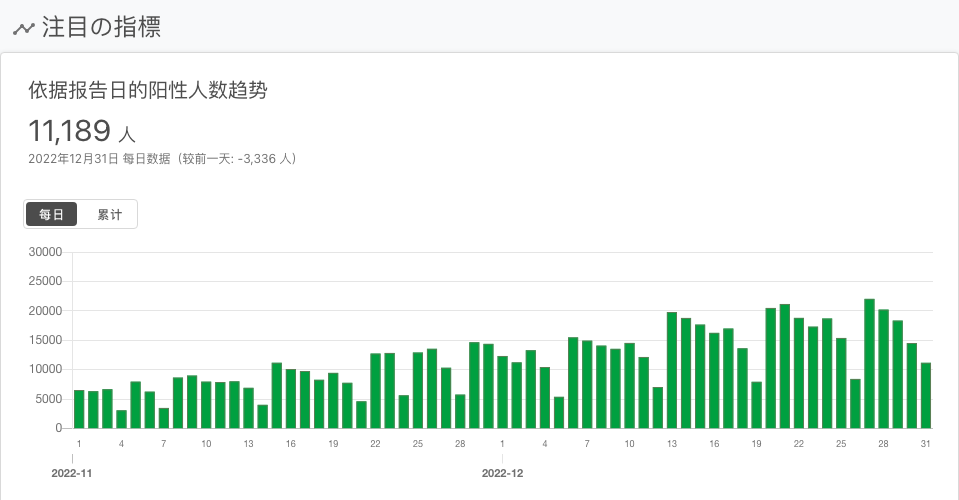 注目の指標
依据报告日的阳性人数趋势
11,189 人
2022年12月31日 每日数据（较前一天: -3,336 人）
每日 累计
30000
25000
20000
15000
10000
5000
0
1 4 7 10 13 16 19 22 25 28 1 4 7 10 13 16 19 22 25 28 31
2022-11 2022-12